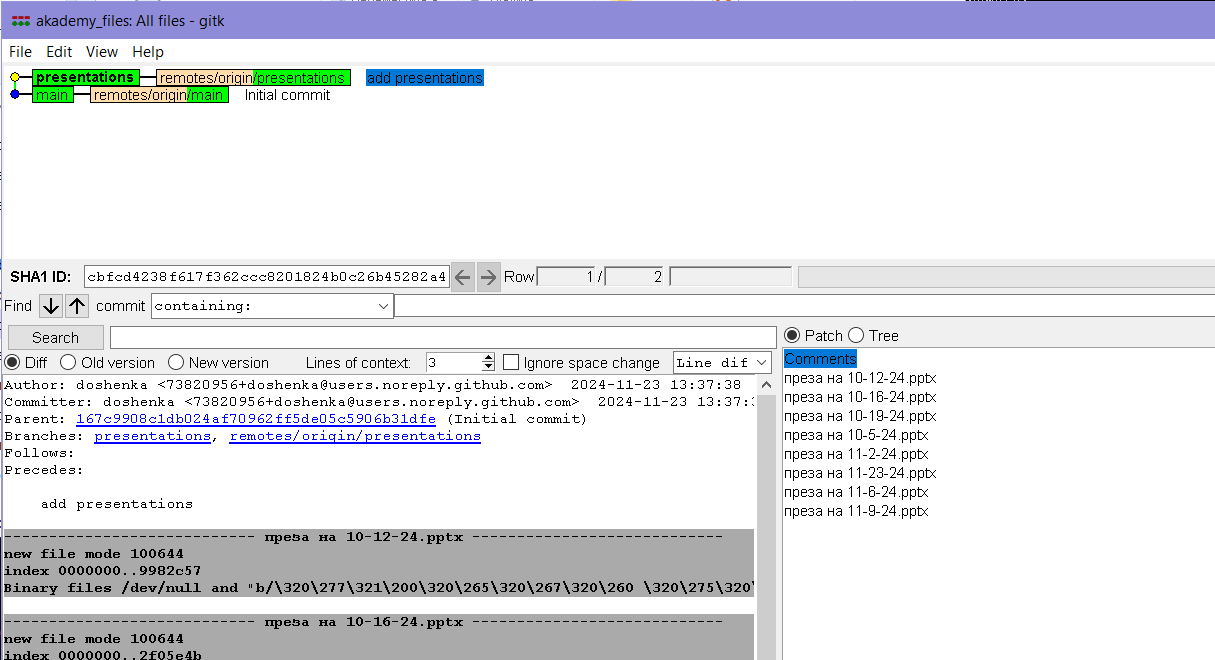 akademy_files: All files - gitk
File Edit View Help
presentations remotes/origin/presentations add presentations
main remotes/origin/main Initial commit
SHA1 ID: cbfcd4238f617f362ccc8201824b0c26b45282a4 Row 1 / 2
Find commit containing:
Search
Diff Old version New version Lines of context: 3 Ignore space change Line dif
Author: doshenka <73820956+doshenka@users.noreply.github.com> 2024-11-23 13:37:38
Committer: doshenka <73820956+doshenka@users.noreply.github.com> 2024-11-23 13:37:3
Parent: 167c9908c1db024af70962ff5de05c5906b31dfe (Initial commit)
Branches: presentations, remotes/origin/presentations
Follows:
Precedes:
add presentations
---------------------------- преза на 10-12-24.pptx ----------------------------
new file mode 100644
index 0000000..9982c57
Binary files /dev/null and "b/\320\277\321\200\320\265\320\267\320\260 \320\275\320\
---------------------------- преза на 10-16-24.pptx ----------------------------
new file mode 100644
index 0000000..2f05e4b
Patch Tree
Comments
преза на 10-12-24.pptx
преза на 10-16-24.pptx
преза на 10-19-24.pptx
преза на 10-5-24.pptx
преза на 11-2-24.pptx
преза на 11-23-24.pptx
преза на 11-6-24.pptx
преза на 11-9-24.pptx